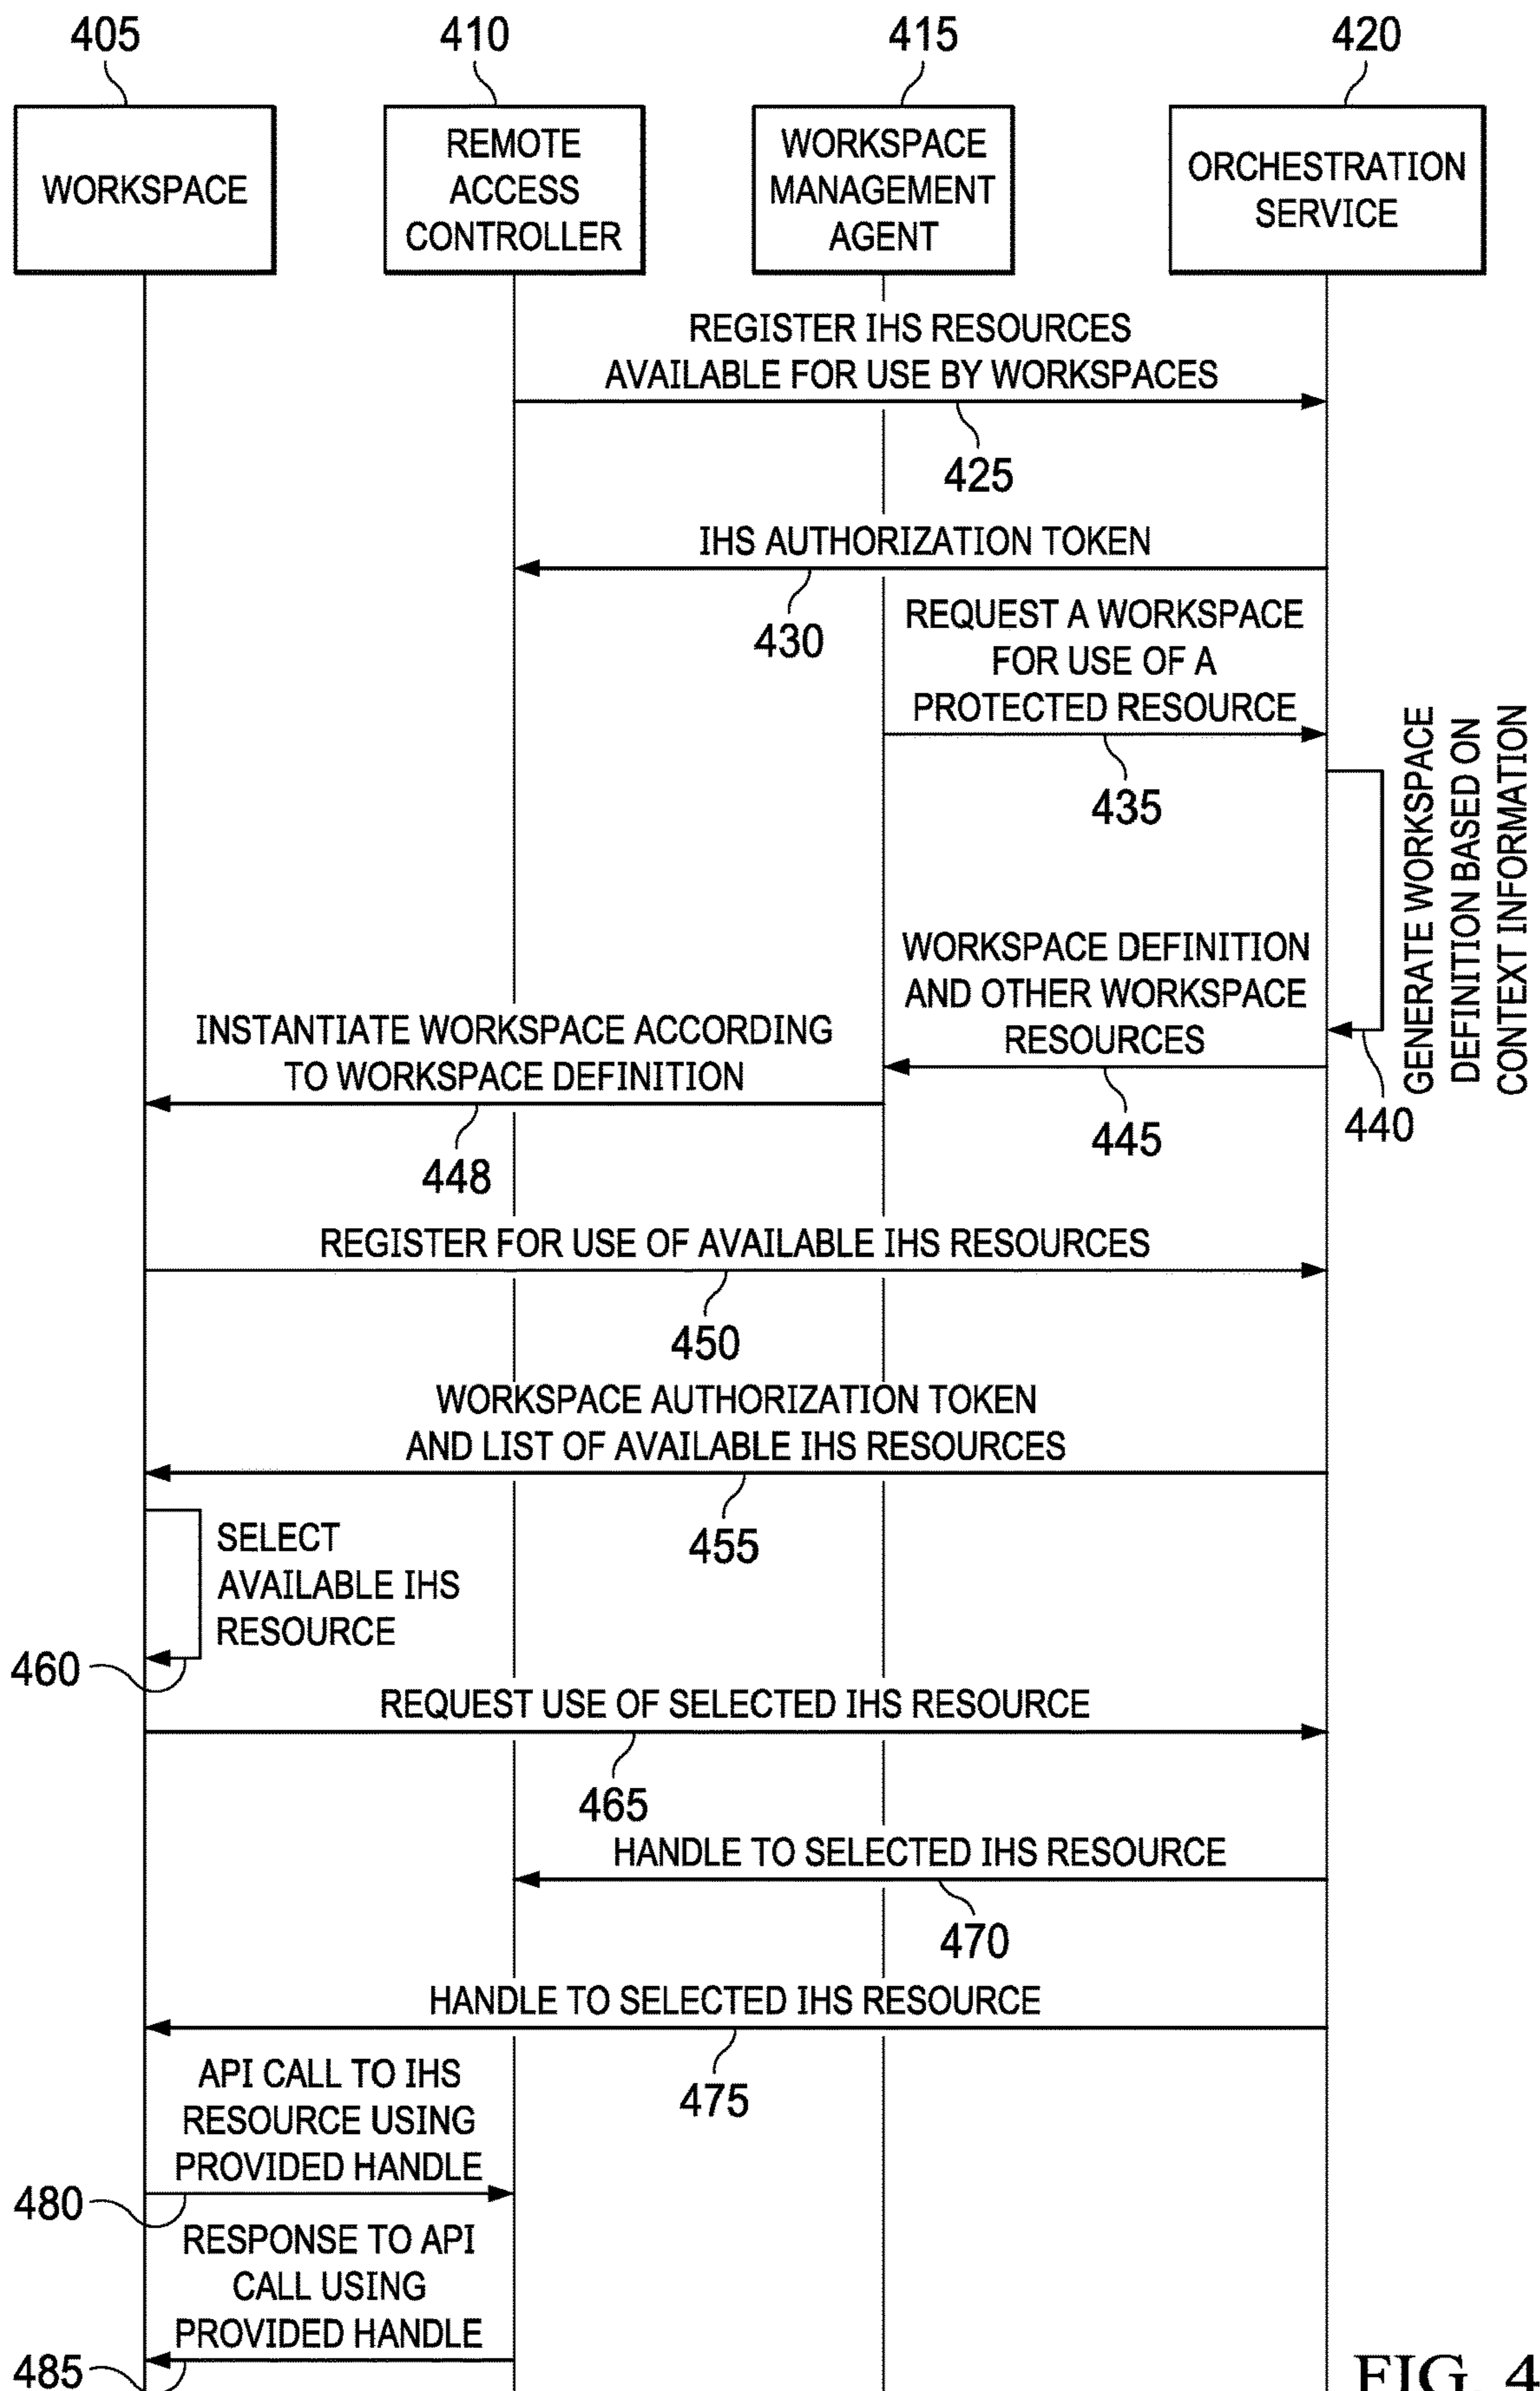 405
410
415
420
WORKSPACE
REMOTE
ACCESS
CONTROLLER
WORKSPACE
MANAGEMENT
AGENT
ORCHESTRATION
SERVICE
REGISTER IHS RESOURCES
AVAILABLE FOR USE BY WORKSPACES
425
IHS AUTHORIZATION TOKEN
430
REQUEST A WORKSPACE
FOR USE OF A
PROTECTED RESOURCE
435
GENERATE WORKSPACE
DEFINITION BASED ON
CONTEXT INFORMATION
440
WORKSPACE DEFINITION
AND OTHER WORKSPACE
RESOURCES
445
INSTANTIATE WORKSPACE ACCORDING
TO WORKSPACE DEFINITION
448
REGISTER FOR USE OF AVAILABLE IHS RESOURCES
450
WORKSPACE AUTHORIZATION TOKEN
AND LIST OF AVAILABLE IHS RESOURCES
455
SELECT
AVAILABLE IHS
RESOURCE
460
REQUEST USE OF SELECTED IHS RESOURCE
465
HANDLE TO SELECTED IHS RESOURCE
470
HANDLE TO SELECTED IHS RESOURCE
475
API CALL TO IHS
RESOURCE USING
PROVIDED HANDLE
480
RESPONSE TO API
CALL USING
PROVIDED HANDLE
485
FIG. 4